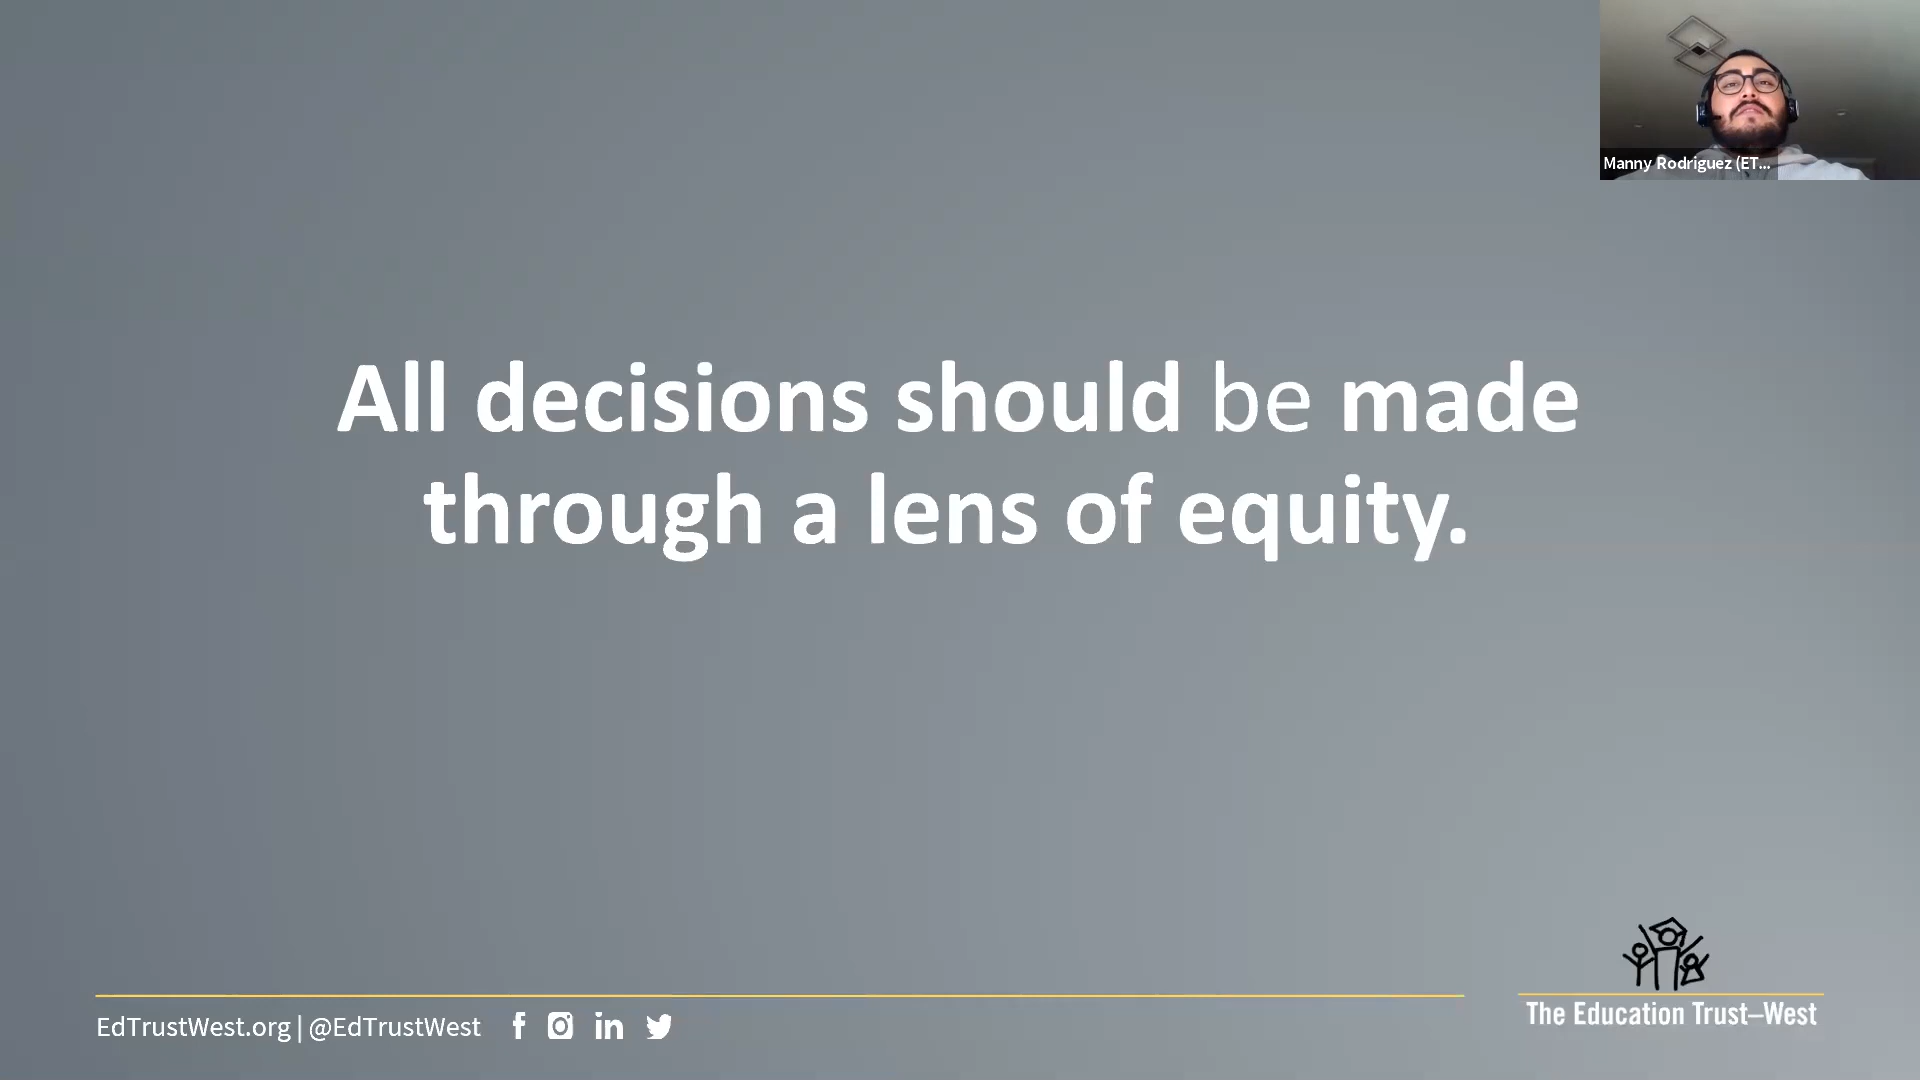 Manny Rodriguez (ET...
All decisions should be made
through a lens of equity.
EdTrustWest.org | @EdTrustWest
The Education Trust–West